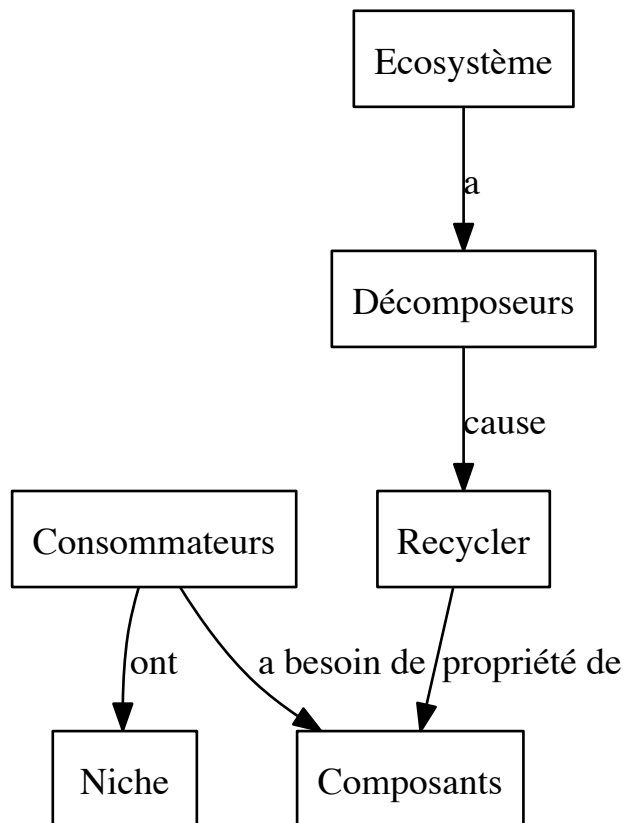 Ecosystème
a
Décomposeurs
cause
Consommateurs
Recycler
ont
a besoin de
propriété de
Niche
Composants